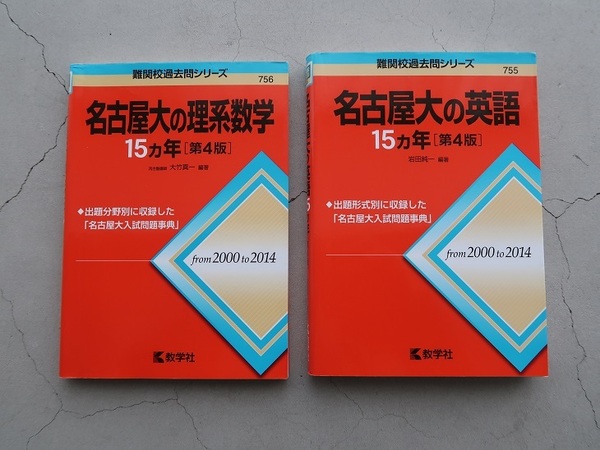 難関校過去問シリーズ
756
名古屋大の理系数学
15カ年[第4版]
大竹真一 編著
◆出題分野別に収録した
「名古屋大入試問題事典」
from 2000 to 2014
教学社
難関校過去問シリーズ
755
名古屋大の英語
15カ年[第4版]
岩田純一 編著
◆出題形式別に収録した
「名古屋大入試問題事典」
from 2000 to 2014
教学社